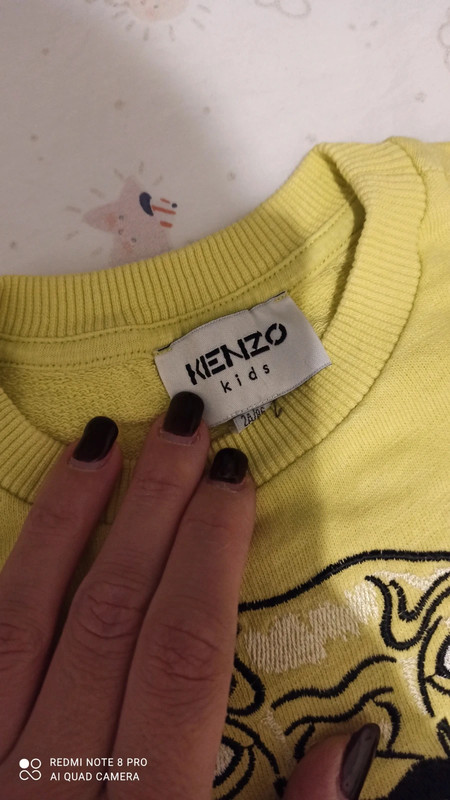 KENZO
kids
REDMI NOTE 8 PRO
AI QUAD CAMERA